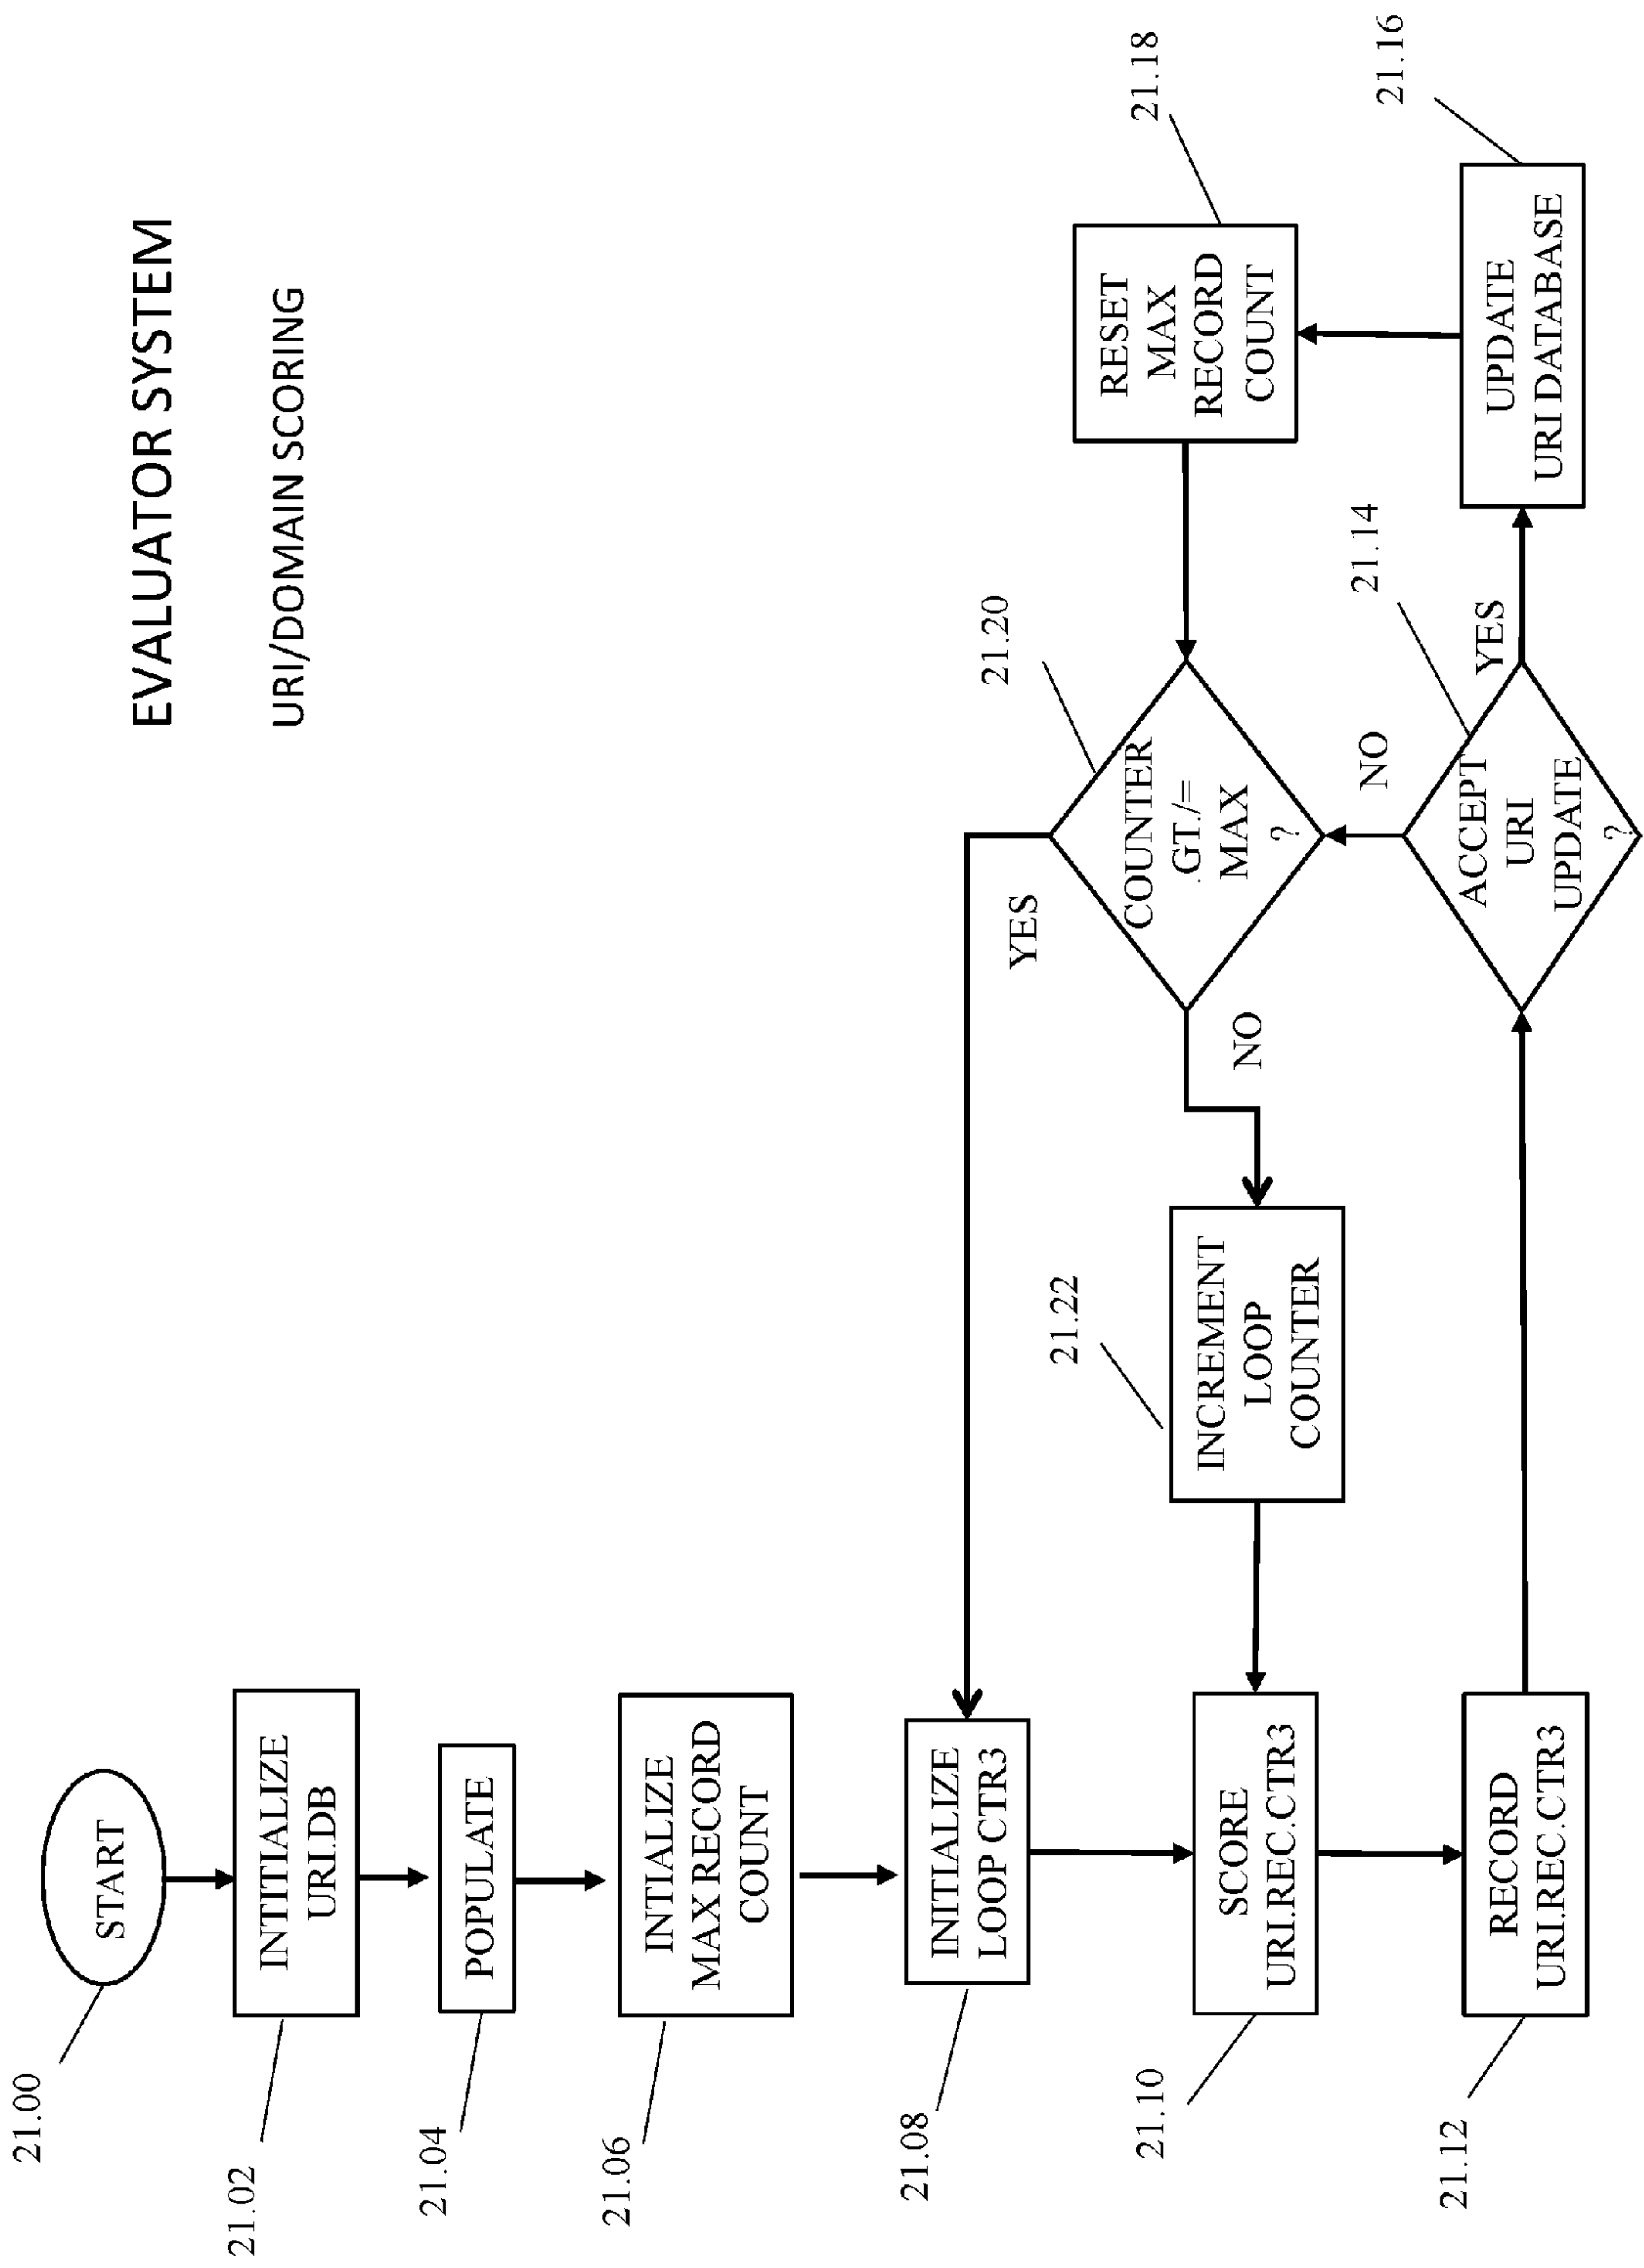 EVALUATOR SYSTEM
URI/DOMAIN SCORING
21.00
START
21.02
INTITIALIZE
URI.DB
21.04
POPULATE
21.06
INTIALIZE
MAX RECORD
COUNT
21.08
INITIALIZE
LOOP CTR3
21.10
SCORE
URI.REC.CTR3
21.12
RECORD
URI.REC.CTR3
21.14
ACCEPT
URI
UPDATE
?
YES
NO
21.16
UPDATE
URI DATABASE
21.18
RESET
MAX
RECORD
COUNT
21.20
COUNTER
.GT./=
MAX
?
YES
NO
21.22
INCREMENT
LOOP
COUNTER